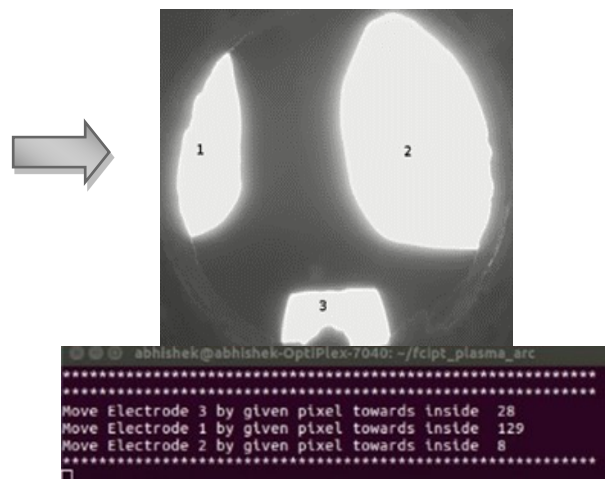 1
2
3
abhishek@abhishek-OptiPlex-7040: ~/fcipt_plasma_arc
****************************************************************
****************************************************************
Move Electrode 3 by given pixel towards inside  28
Move Electrode 1 by given pixel towards inside  129
Move Electrode 2 by given pixel towards inside  8
****************************************************************